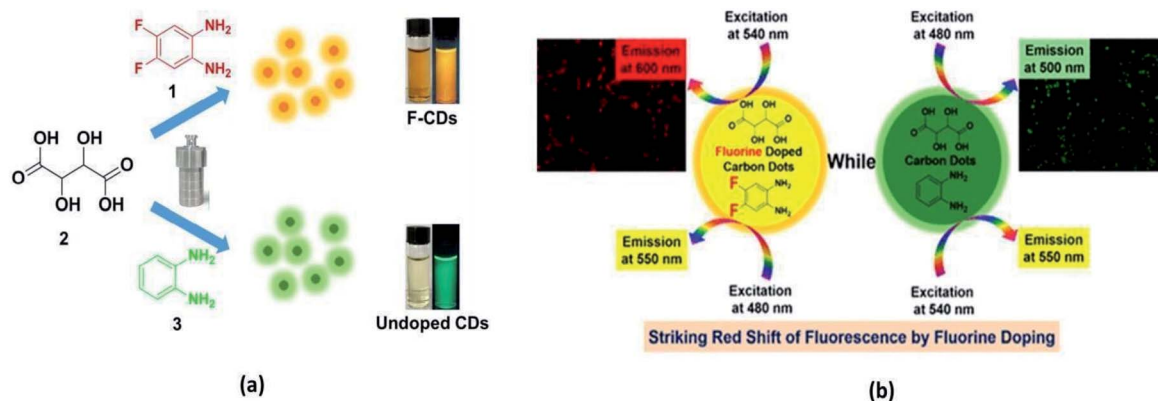 F
NH₂
F
NH₂
1
F-CDs
OH
OH
O
O
OH
OH
2
NH₂
NH₂
3
Undoped CDs
(a)
Excitation
at 540 nm
Excitation
at 480 nm
Emission
at 600 nm
Emission
at 500 nm
OH
OH
O
O
OH
OH
Fluorine Doped
Carbon Dots
F
NH₂
F
NH₂
While
OH
OH
O
O
OH
OH
Carbon Dots
NH₂
NH₂
Emission
at 550 nm
Emission
at 550 nm
Excitation
at 480 nm
Excitation
at 540 nm
Striking Red Shift of Fluorescence by Fluorine Doping
(b)